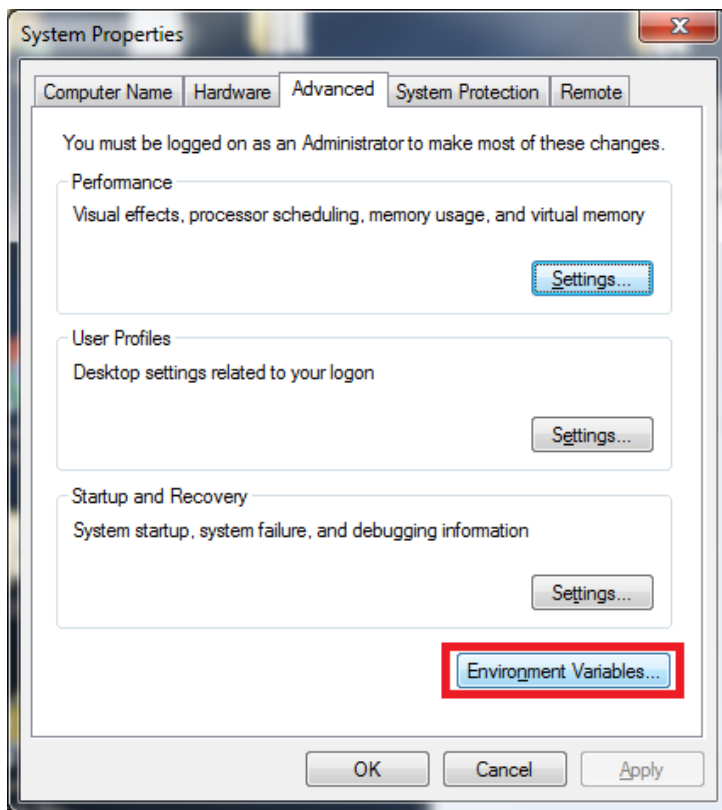 System Properties
Computer Name Hardware Advanced System Protection Remote
You must be logged on as an Administrator to make most of these changes.
Performance
Visual effects, processor scheduling, memory usage, and virtual memory
Settings...
User Profiles
Desktop settings related to your logon
Settings...
Startup and Recovery
System startup, system failure, and debugging information
Settings...
Environment Variables...
OK Cancel Apply